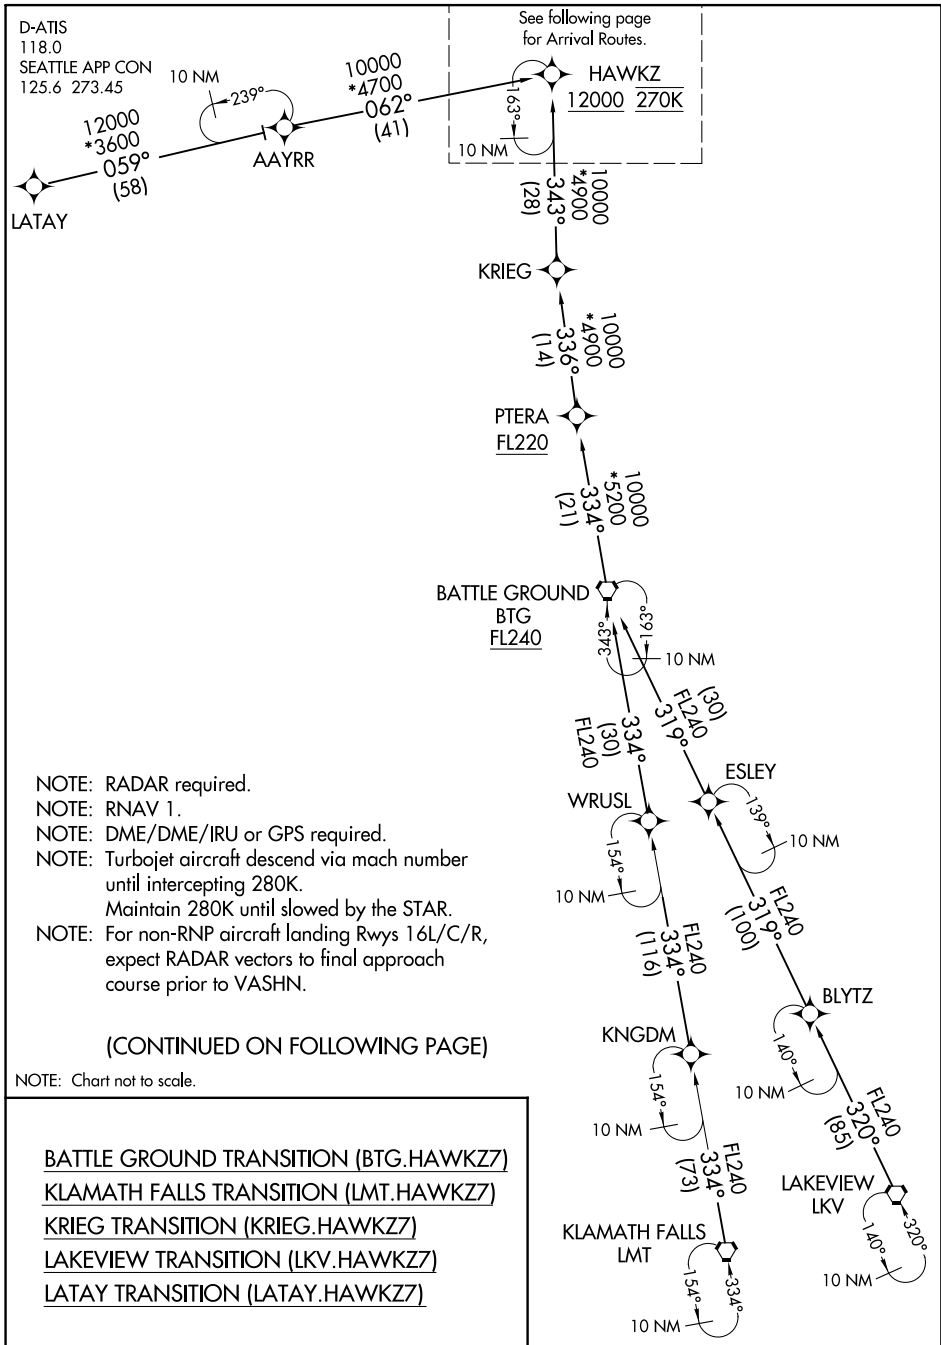 D-ATIS
118.0
SEATTLE APP CON
125.6 273.45
See following page
for Arrival Routes.
HAWKZ
12000 270K
163°
10 NM
10000
*4700
062°
(41)
10 NM
239°
AAYRR
12000
*3600
059°
(58)
LATAY
10000
*4900
343°
(28)
KRIEG
10000
*4900
336°
(14)
PTERA
FL220
10000
*5200
334°
(21)
BATTLE GROUND
BTG
FL240
343°
163°
10 NM
(30)
FL240
319°
334°
(30)
FL240
ESLEY
139°
10 NM
WRUSL
154°
10 NM
FL240
319°
(100)
FL240
334°
(116)
BLYTZ
140°
10 NM
KNGDM
154°
10 NM
FL240
320°
(85)
FL240
334°
(73)
LAKEVIEW
LKV
140°
320°
10 NM
KLAMATH FALLS
LMT
154°
334°
10 NM
NOTE: RADAR required.
NOTE: RNAV 1.
NOTE: DME/DME/IRU or GPS required.
NOTE: Turbojet aircraft descend via mach number
until intercepting 280K.
Maintain 280K until slowed by the STAR.
NOTE: For non-RNP aircraft landing Rwys 16L/C/R,
expect RADAR vectors to final approach
course prior to VASHN.
(CONTINUED ON FOLLOWING PAGE)
NOTE: Chart not to scale.
BATTLE GROUND TRANSITION (BTG.HAWKZ7)
KLAMATH FALLS TRANSITION (LMT.HAWKZ7)
KRIEG TRANSITION (KRIEG.HAWKZ7)
LAKEVIEW TRANSITION (LKV.HAWKZ7)
LATAY TRANSITION (LATAY.HAWKZ7)